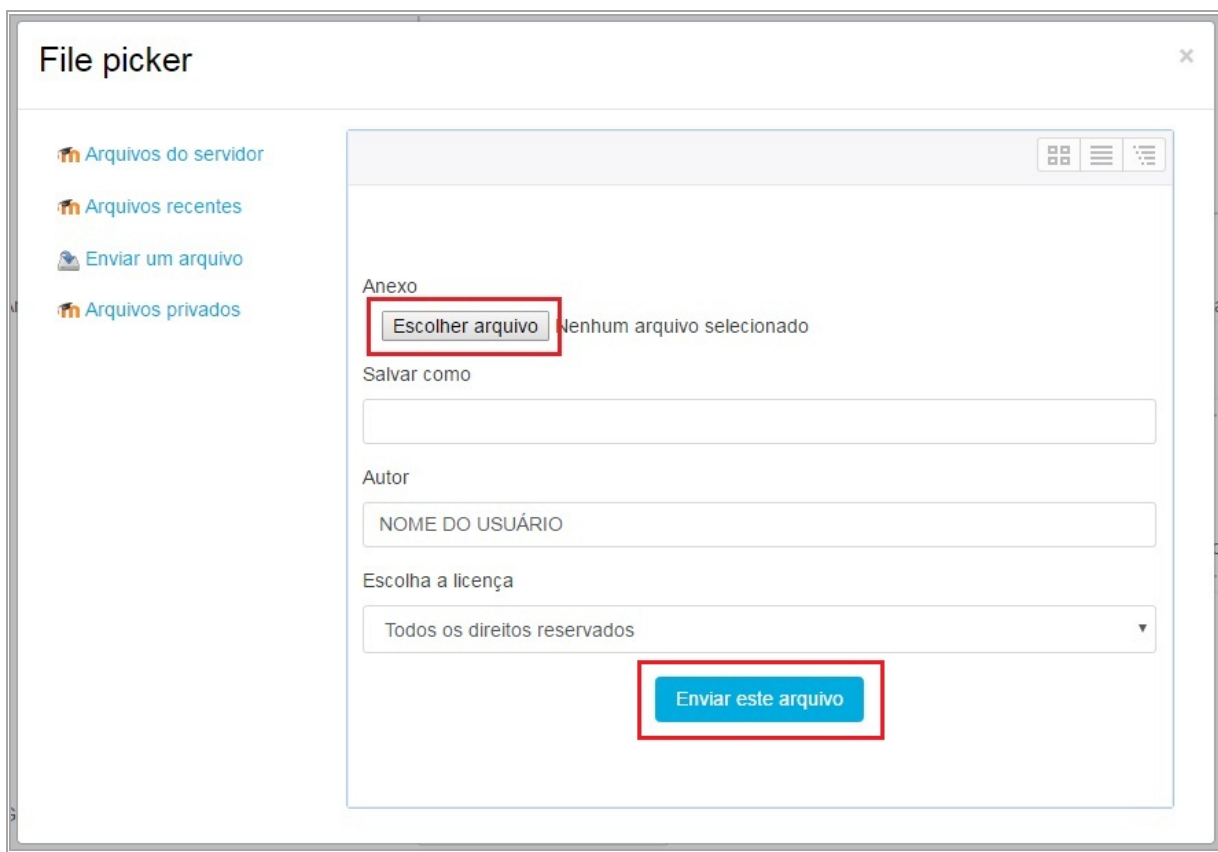 File picker
×
Arquivos do servidor
Arquivos recentes
Enviar um arquivo
Arquivos privados
Anexo
Escolher arquivo Nenhum arquivo selecionado
Salvar como
Autor
NOME DO USUÁRIO
Escolha a licença
Todos os direitos reservados
Enviar este arquivo